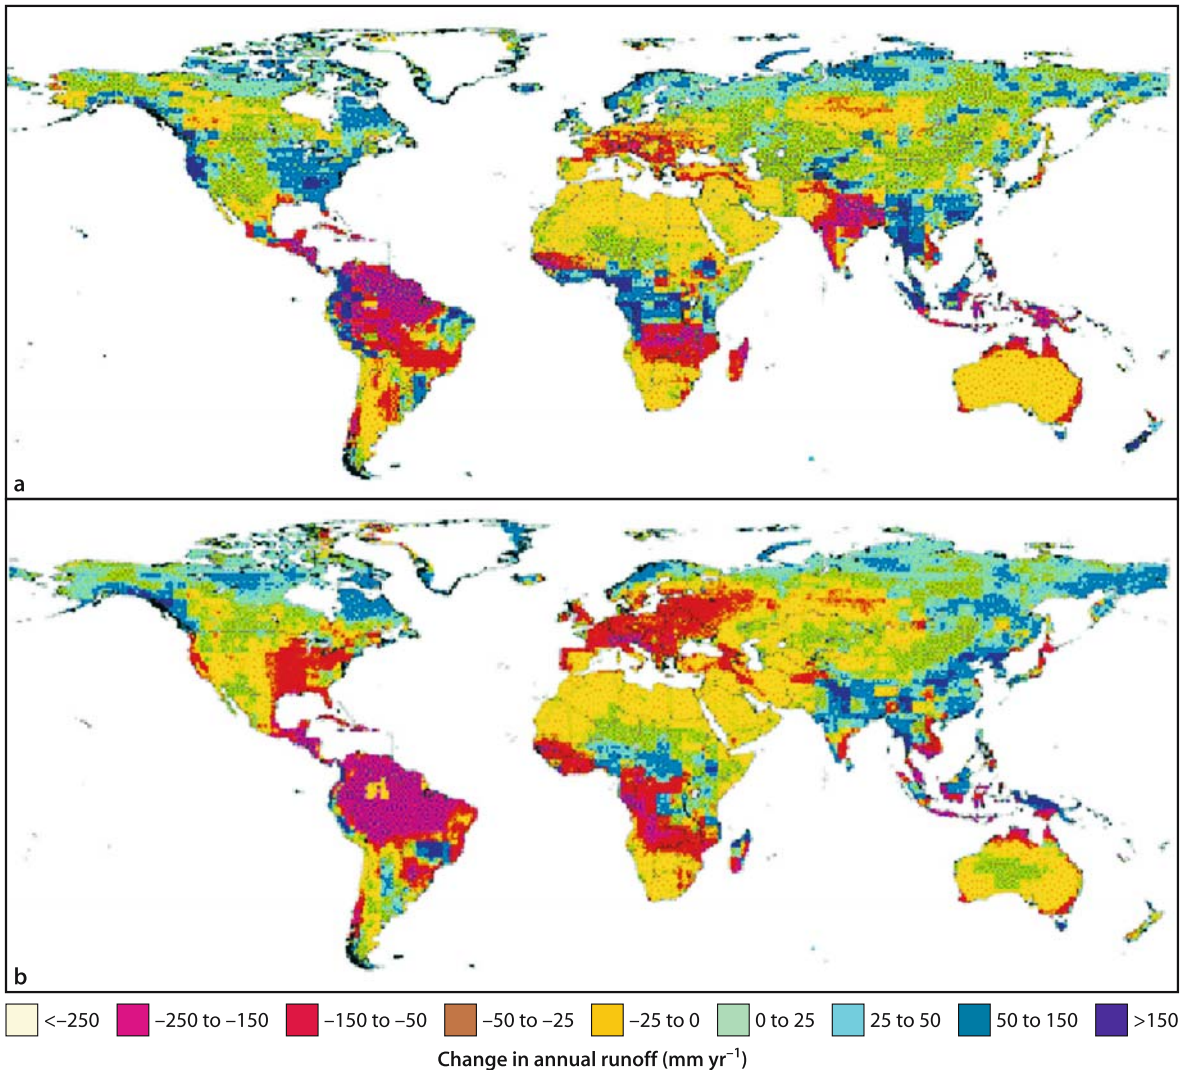 a
b
<–250
–250 to –150
–150 to –50
–50 to –25
–25 to 0
0 to 25
25 to 50
50 to 150
>150
Change in annual runoff (mm yr⁻¹)